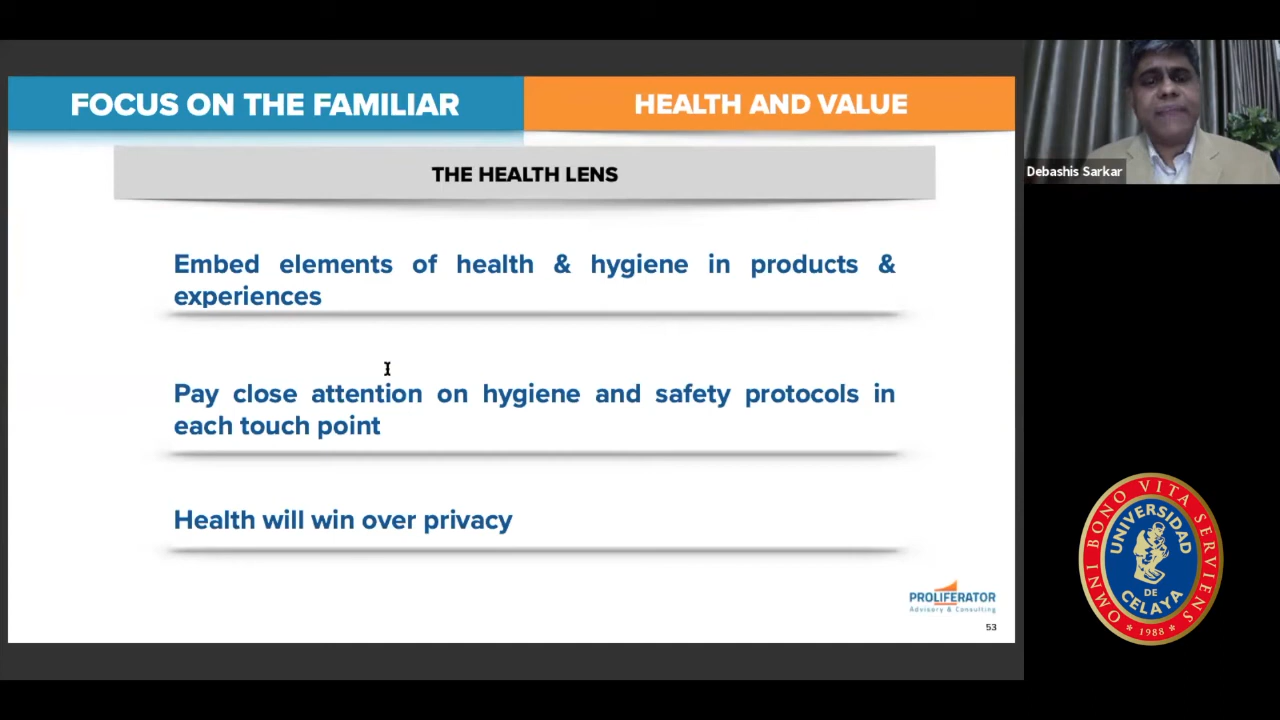 FOCUS ON THE FAMILIAR
HEALTH AND VALUE
Debashis Sarkar
THE HEALTH LENS
Embed elements of health & hygiene in products &
experiences
Pay close attention on hygiene and safety protocols in
each touch point
Health will win over privacy
PROLIFERATOR
Advisory & Consulting
53
OMNI BONO VITA SERVIENS
UNIVERSIDAD
DE
CELAYA
* 1988 *